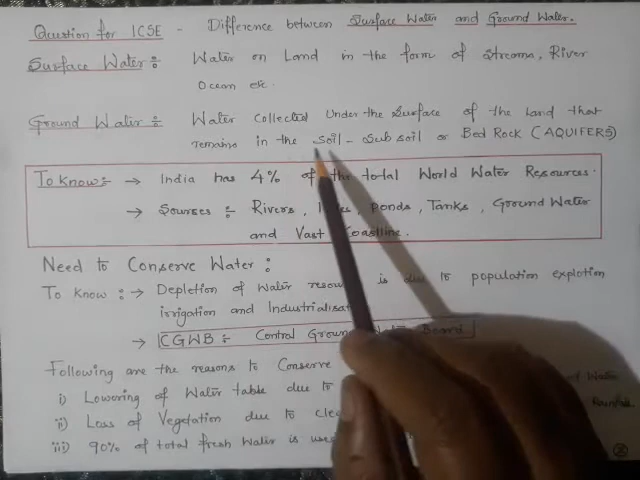 Question for ICSE - Difference between Surface Water and Ground Water.
Surface Water :- Water on Land in the form of Streams, River
Ocean etc.
Ground Water :- Water Collected Under the Surface of the Land that
remains in the Soil - Sub soil or Bed Rock (AQUIFERS)
To Know :- → India has 4% of the total World Water Resources.
→ Sourses :- Rivers, Ponds, Tanks, Ground Water
and Vast Coastline.
Need to Conserve Water :
To Know :- → Depletion of Water is due to population explotion
irrigation and
→ CGWB :- Central Board
Following are the reasons to Conserve Water
i) Lowering of Water table due to Rainfall
ii) Loss of Vegetation due to
iii) 90% of total fresh Water is